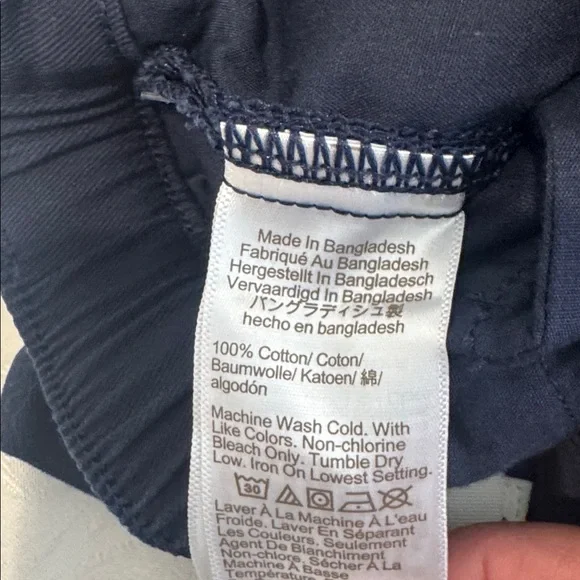 Made In Bangladesh
Fabriqué Au Bangladesh
Hergestellt In Bangladesch
Vervaardigd In Bangladesh
バングラディシュ製
hecho en bangladesh
100% Cotton/ Coton/
Baumwolle/ Katoen/ 綿/
algodón
Machine Wash Cold. With
Like Colors. Non-chlorine
Bleach Only. Tumble Dry
Low. Iron On Lowest Setting.
30
Laver À La Machine À L'eau
Froide. Laver En Séparant
Les Couleurs. Seulement
Agent De Blanchiment
Non-chlore. Sécher À La
Machine À Basse
Température